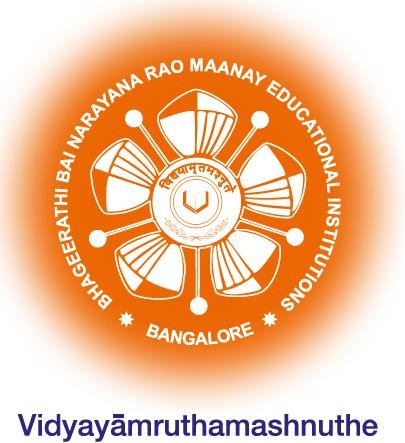 BHAGEERATHI BAI NARAYANA RAO MAANAY EDUCATIONAL INSTITUTIONS
विद्ययामृतमश्नुते
BANGALORE
Vidyayāmruthamashnuthe